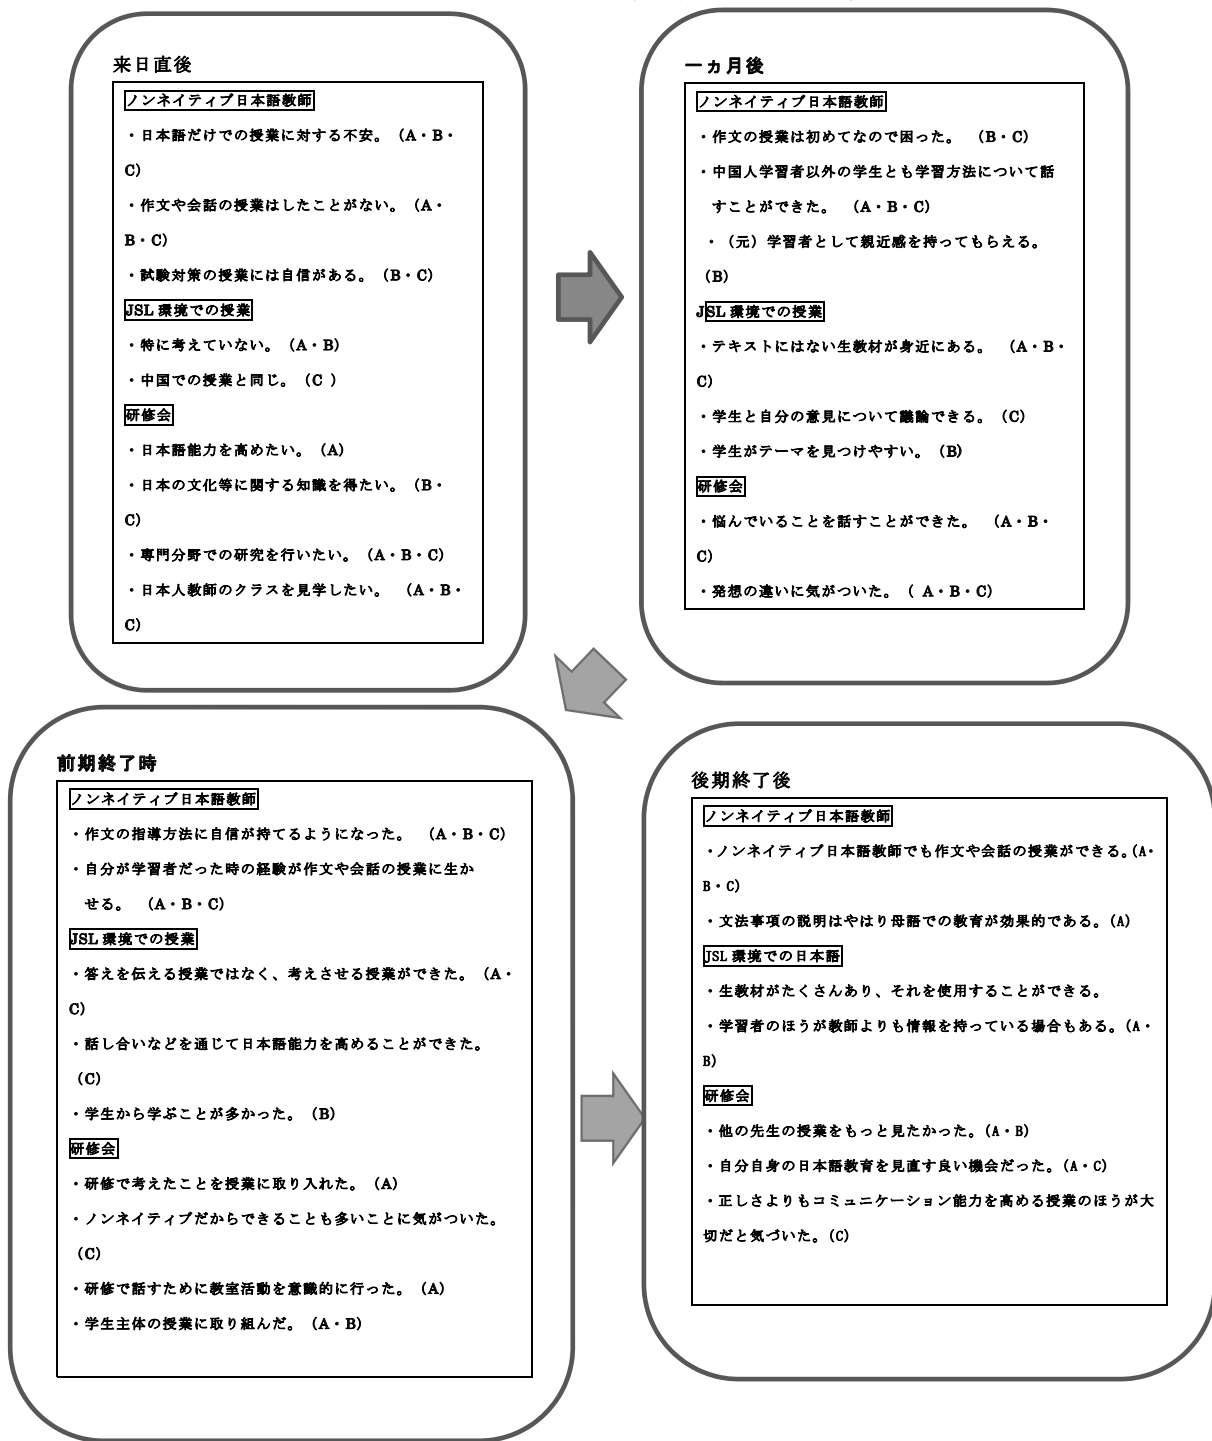 来日直後
ノンネイティブ日本語教師
・日本語だけでの授業に対する不安。（A・B・
C）
・作文や会話の授業はしたことがない。（A・
B・C）
・試験対策の授業には自信がある。（B・C）
JSL 環境での授業
・特に考えていない。（A・B）
・中国での授業と同じ。（C ）
研修会
・日本語能力を高めたい。（A）
・日本の文化等に関する知識を得たい。（B・
C）
・専門分野での研究を行いたい。（A・B・C）
・日本人教師のクラスを見学したい。 （A・B・
C）
一ヵ月後
ノンネイティブ日本語教師
・作文の授業は初めてなので困った。 （B・C）
・中国人学習者以外の学生とも学習方法について話
すことができた。 （A・B・C）
・（元）学習者として親近感を持ってもらえる。
（B）
JSL 環境での授業
・テキストにはない生教材が身近にある。 （A・B・
C）
・学生と自分の意見について議論できる。（C）
・学生がテーマを見つけやすい。（B）
研修会
・悩んでいることを話すことができた。 （A・B・
C）
・発想の違いに気がついた。（ A・B・C）
前期終了時
ノンネイティブ日本語教師
・作文の指導方法に自信が持てるようになった。 （A・B・C）
・自分が学習者だった時の経験が作文や会話の授業に生か
せる。 （A・B・C）
JSL 環境での授業
・答えを伝える授業ではなく、考えさせる授業ができた。（A・
C）
・話し合いなどを通じて日本語能力を高めることができた。
（C）
・学生から学ぶことが多かった。（B）
研修会
・研修で考えたことを授業に取り入れた。（A）
・ノンネイティブだからできることも多いことに気がついた。
（C）
・研修で話すために教室活動を意識的に行った。（A）
・学生主体の授業に取り組んだ。（A・B）
後期終了後
ノンネイティブ日本語教師
・ノンネイティブ日本語教師でも作文や会話の授業ができる。(A・
B・C)
・文法事項の説明はやはり母語での教育が効果的である。(A)
JSL 環境での日本語
・生教材がたくさんあり、それを使用することができる。
・学習者のほうが教師よりも情報を持っている場合もある。(A・
B)
研修会
・他の先生の授業をもっと見たかった。(A・B)
・自分自身の日本語教育を見直す良い機会だった。(A・C)
・正しさよりもコミュニケーション能力を高める授業のほうが大
切だと気づいた。(C)